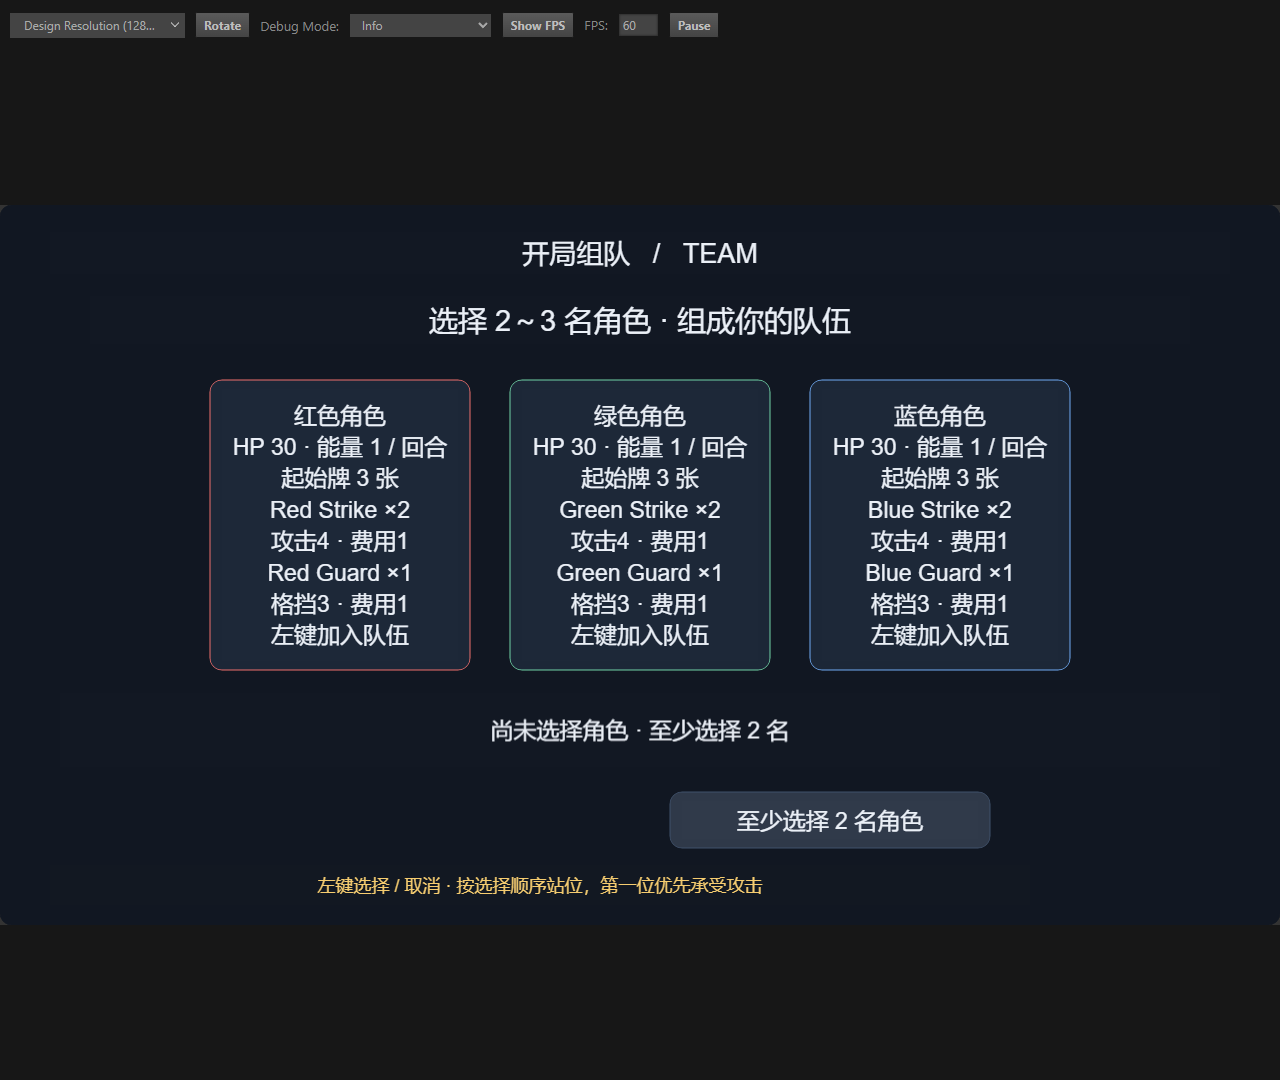 Design Resolution (128...
Rotate
Debug Mode:
Info
Show FPS
FPS:
60
Pause
开局组队 / TEAM
选择 2～3 名角色 · 组成你的队伍
红色角色
HP 30 · 能量 1 / 回合
起始牌 3 张
Red Strike ×2
攻击4 · 费用1
Red Guard ×1
格挡3 · 费用1
左键加入队伍
绿色角色
HP 30 · 能量 1 / 回合
起始牌 3 张
Green Strike ×2
攻击4 · 费用1
Green Guard ×1
格挡3 · 费用1
左键加入队伍
蓝色角色
HP 30 · 能量 1 / 回合
起始牌 3 张
Blue Strike ×2
攻击4 · 费用1
Blue Guard ×1
格挡3 · 费用1
左键加入队伍
尚未选择角色 · 至少选择 2 名
至少选择 2 名角色
左键选择 / 取消 · 按选择顺序站位，第一位优先承受攻击